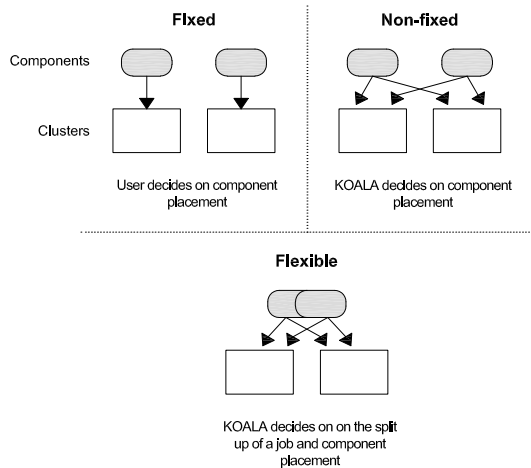 FIxed
Non-fixed
Components
Clusters
User decides on component
placement
KOALA decides on component
placement
Flexible
KOALA decides on on the split
up of a job and component
placement